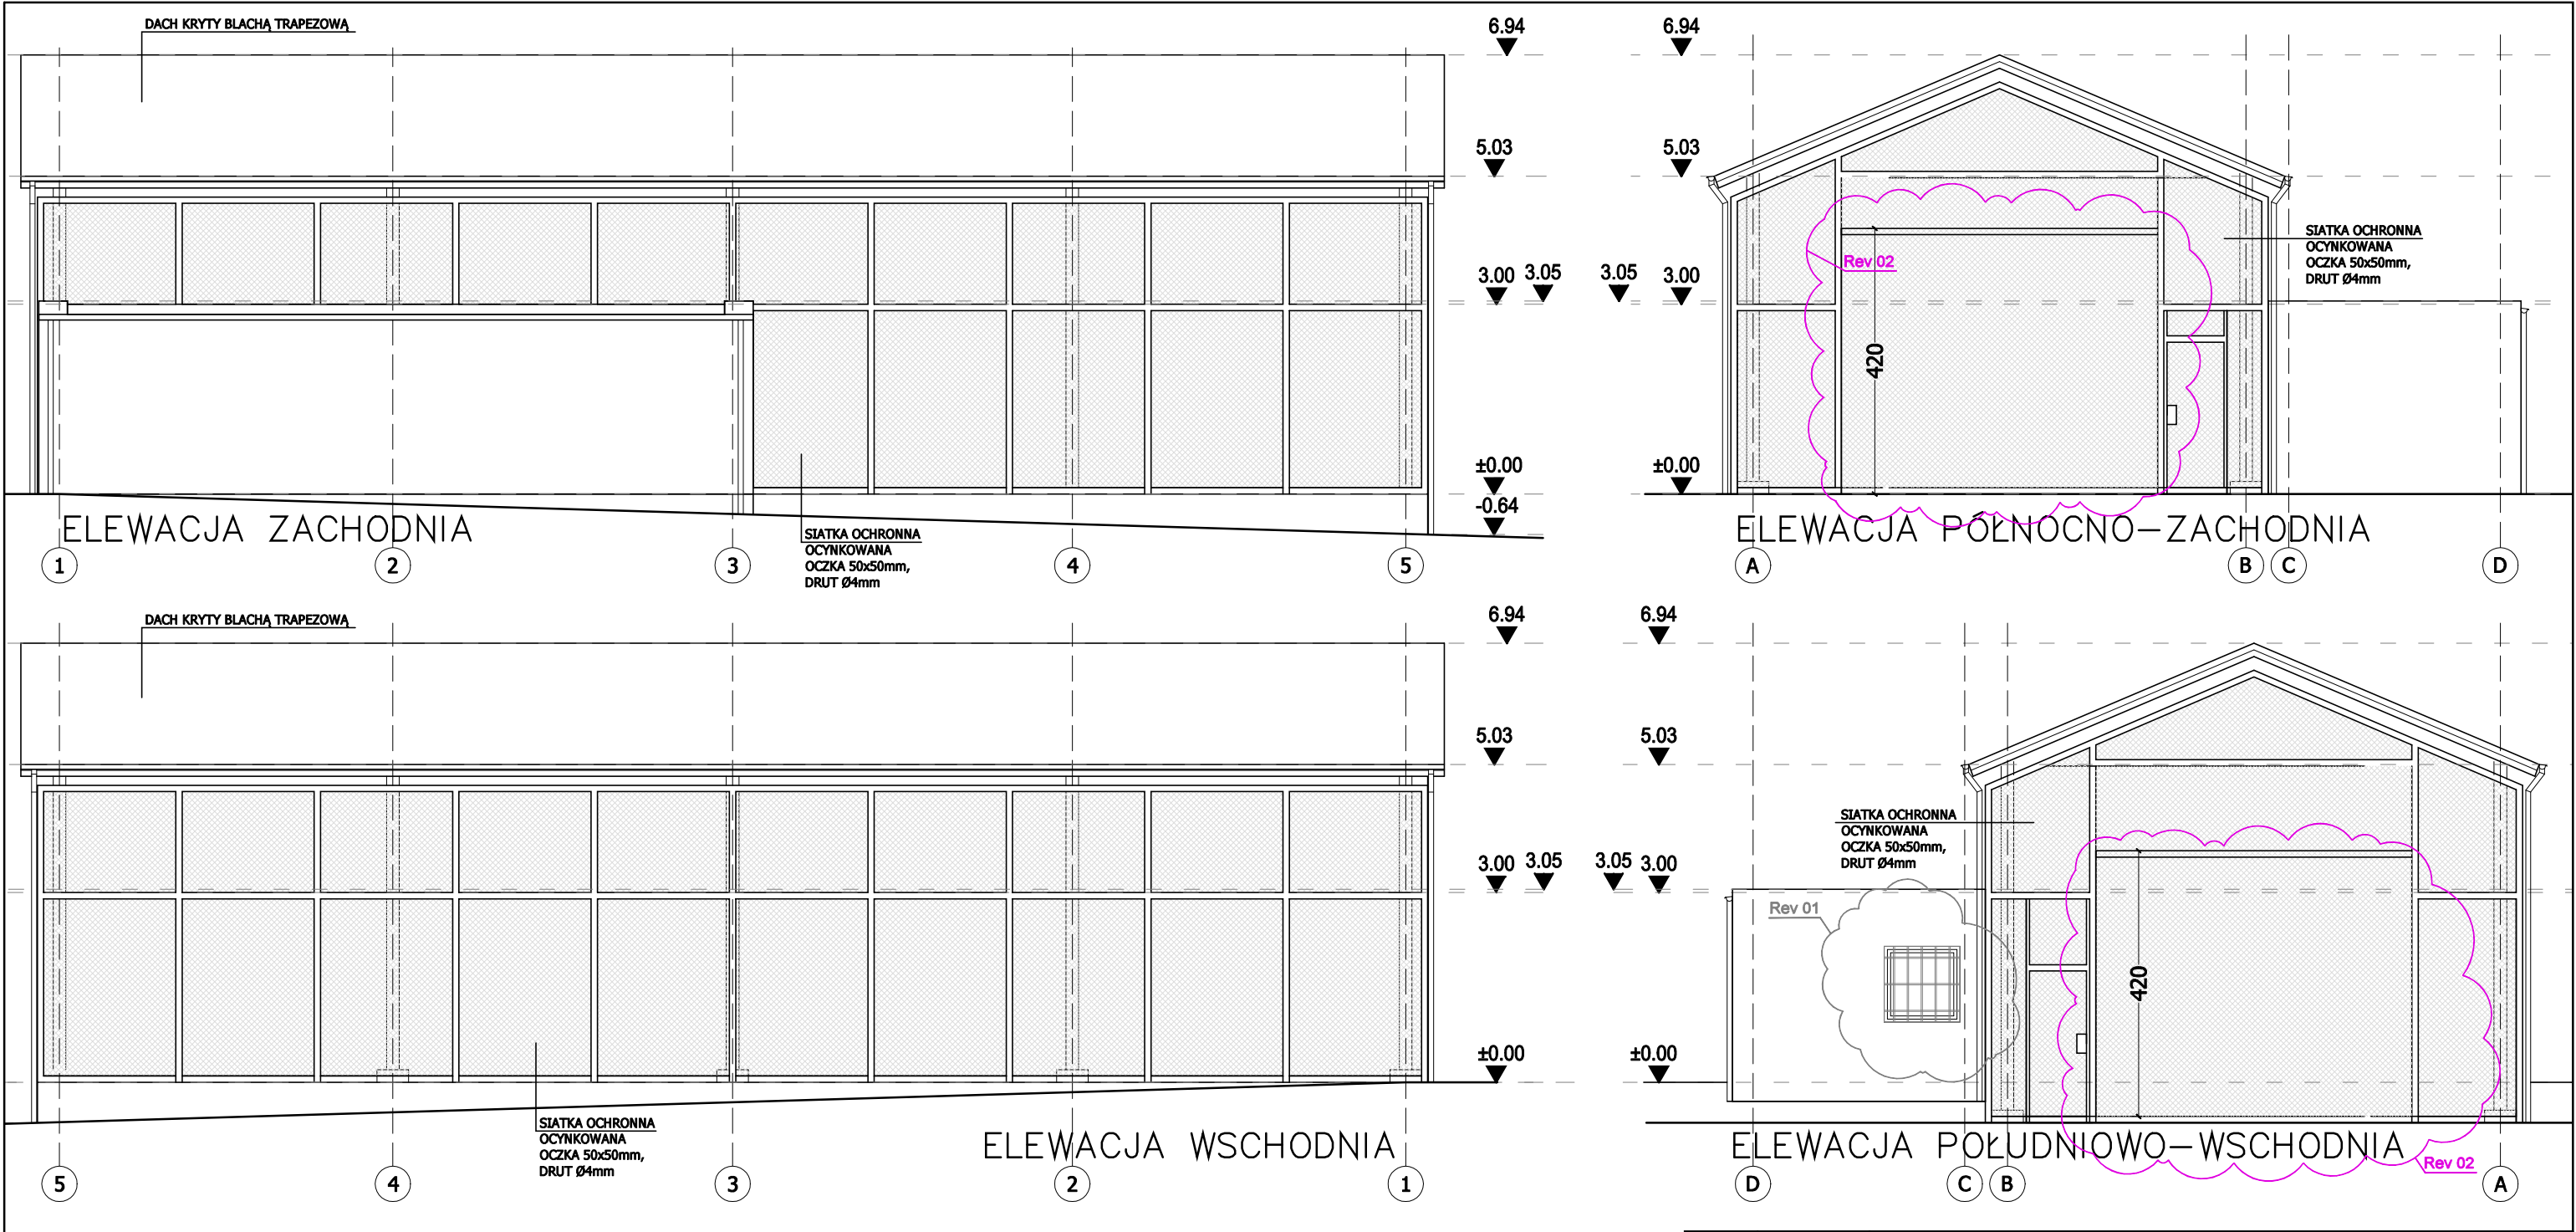 DACH KRYTY BLACHĄ TRAPEZOWĄ
6.94
5.03
3.00 3.05
±0.00
-0.64
SIATKA OCHRONNA
OCYNKOWANA
OCZKA 50x50mm,
DRUT Ø4mm
ELEWACJA ZACHODNIA
1 2 3 4 5
6.94
5.03
3.05 3.00
±0.00
Rev 02
420
SIATKA OCHRONNA
OCYNKOWANA
OCZKA 50x50mm,
DRUT Ø4mm
ELEWACJA PÓŁNOCNO-ZACHODNIA
A B C D
DACH KRYTY BLACHĄ TRAPEZOWĄ
6.94
5.03
3.00 3.05
±0.00
SIATKA OCHRONNA
OCYNKOWANA
OCZKA 50x50mm,
DRUT Ø4mm
ELEWACJA WSCHODNIA
5 4 3 2 1
6.94
5.03
3.05 3.00
±0.00
SIATKA OCHRONNA
OCYNKOWANA
OCZKA 50x50mm,
DRUT Ø4mm
Rev 01
420
ELEWACJA POŁUDNIOWO-WSCHODNIA
Rev 02
D C B A